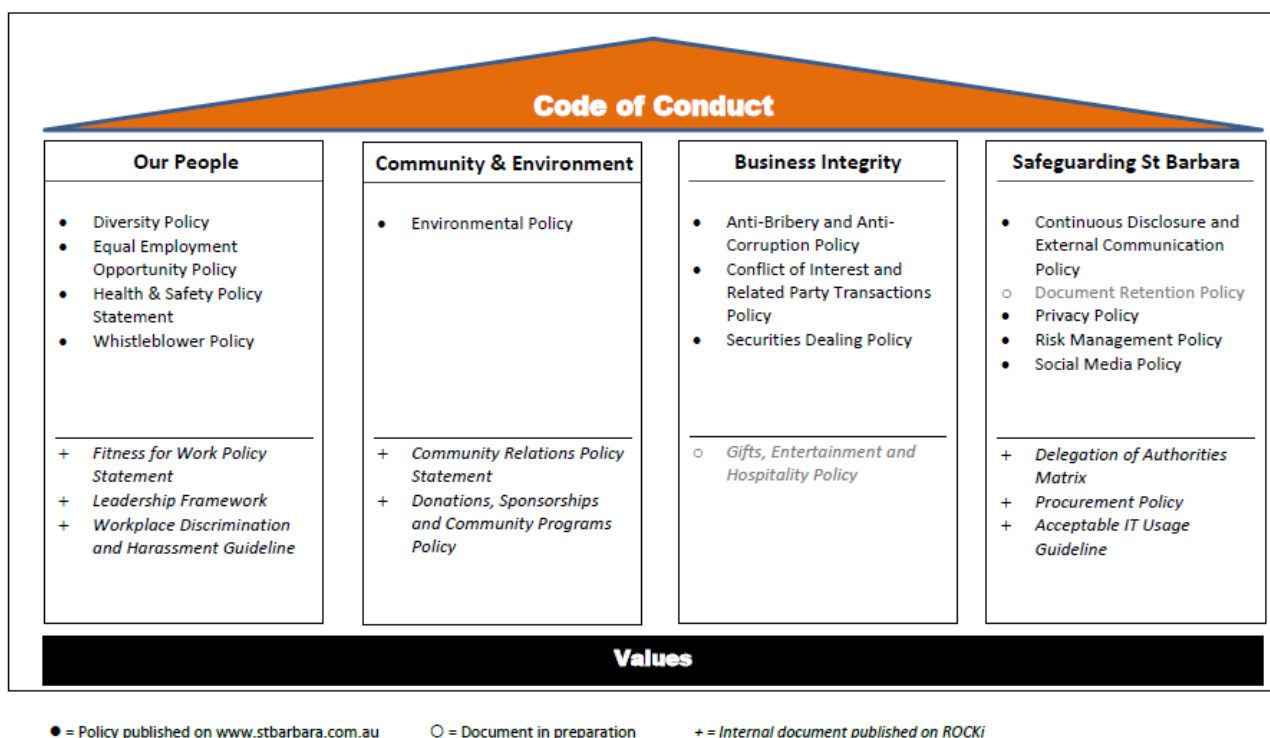 Code of Conduct
Our People
● Diversity Policy
● Equal Employment
Opportunity Policy
● Health & Safety Policy
Statement
● Whistleblower Policy
+ Fitness for Work Policy
Statement
+ Leadership Framework
+ Workplace Discrimination
and Harassment Guideline
Community & Environment
● Environmental Policy
+ Community Relations Policy
Statement
+ Donations, Sponsorships
and Community Programs
Policy
Business Integrity
● Anti-Bribery and Anti-
Corruption Policy
● Conflict of Interest and
Related Party Transactions
Policy
● Securities Dealing Policy
○ Gifts, Entertainment and
Hospitality Policy
Safeguarding St Barbara
● Continuous Disclosure and
External Communication
Policy
○ Document Retention Policy
● Privacy Policy
● Risk Management Policy
● Social Media Policy
+ Delegation of Authorities
Matrix
+ Procurement Policy
+ Acceptable IT Usage
Guideline
Values
● = Policy published on www.stbarbara.com.au ○ = Document in preparation + = Internal document published on ROCKi